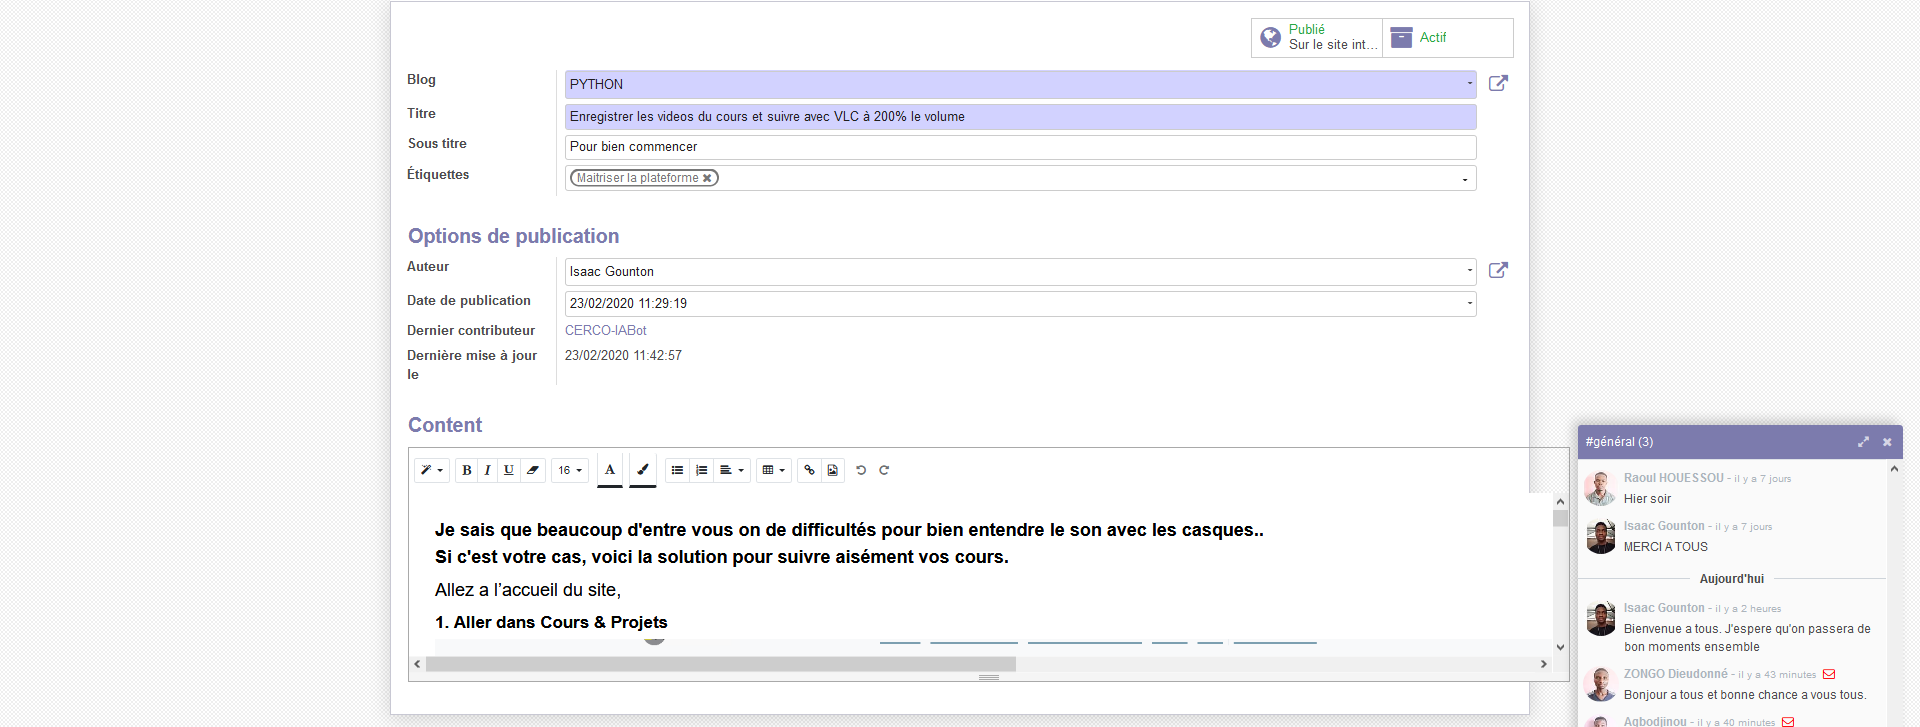 Publié
Sur le site int...
Actif
Blog
PYTHON
Titre
Enregistrer les videos du cours et suivre avec VLC à 200% le volume
Sous titre
Pour bien commencer
Étiquettes
Maitriser la plateforme
Options de publication
Auteur
Isaac Gounton
Date de publication
23/02/2020 11:29:19
Dernier contributeur
CERCO-IABot
Dernière mise à jour
le
23/02/2020 11:42:57
Content
B I U 16 A
Je sais que beaucoup d'entre vous on de difficultés pour bien entendre le son avec les casques..
Si c'est votre cas, voici la solution pour suivre aisément vos cours.
Allez a l’accueil du site,
1. Aller dans Cours & Projets
#général (3)
Raoul HOUESSOU - il y a 7 jours
Hier soir
Isaac Gounton - il y a 7 jours
MERCI A TOUS
Aujourd'hui
Isaac Gounton - il y a 2 heures
Bienvenue a tous. J'espere qu'on passera de
bon moments ensemble
ZONGO Dieudonné - il y a 43 minutes
Bonjour a tous et bonne chance a vous tous.
Agbodjinou - il y a 40 minutes